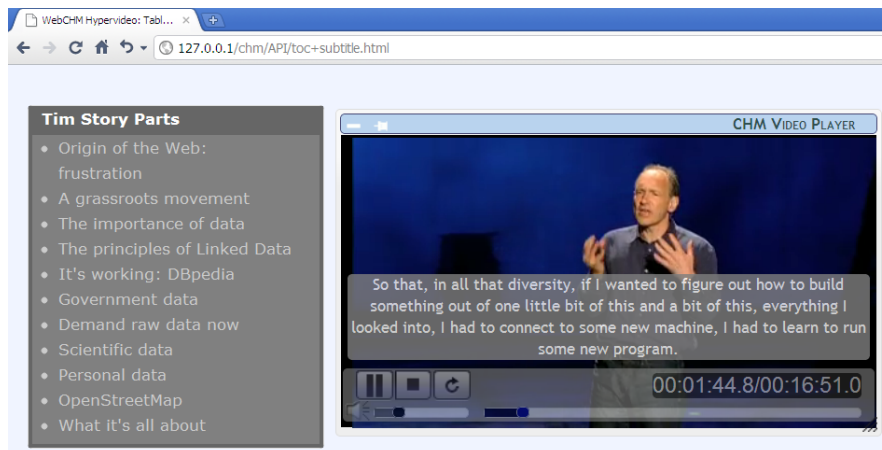 WebCHM Hypervideo: Tabl...
127.0.0.1/chm/API/toc+subtitle.html
Tim Story Parts
Origin of the Web:
frustration
A grassroots movement
The importance of data
The principles of Linked Data
It's working: DBpedia
Government data
Demand raw data now
Scientific data
Personal data
OpenStreetMap
What it's all about
CHM Video Player
So that, in all that diversity, if I wanted to figure out how to build
something out of one little bit of this and a bit of this, everything I
looked into, I had to connect to some new machine, I had to learn to run
some new program.
00:01:44.8/00:16:51.0